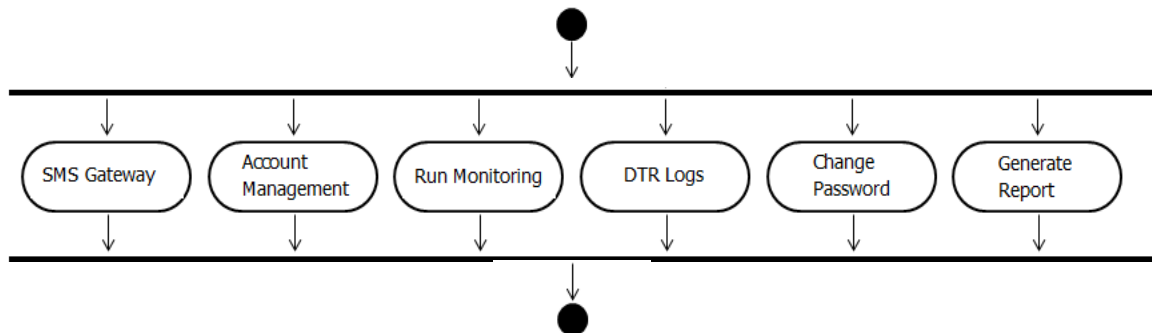 SMS Gateway
Account
Management
Run Monitoring
DTR Logs
Change
Password
Generate
Report